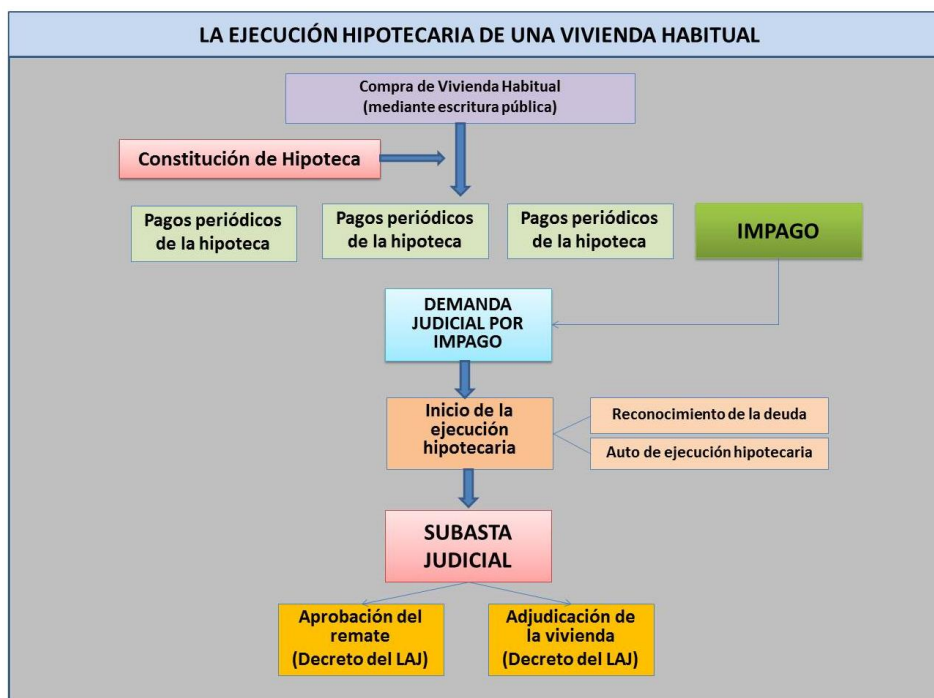 LA EJECUCIÓN HIPOTECARIA DE UNA VIVIENDA HABITUAL
Compra de Vivienda Habitual
(mediante escritura pública)
Constitución de Hipoteca
Pagos periódicos
de la hipoteca
Pagos periódicos
de la hipoteca
Pagos periódicos
de la hipoteca
IMPAGO
DEMANDA
JUDICIAL POR
IMPAGO
Inicio de la
ejecución
hipotecaria
Reconocimiento de la deuda
Auto de ejecución hipotecaria
SUBASTA
JUDICIAL
Aprobación del
remate
(Decreto del LAJ)
Adjudicación de
la vivienda
(Decreto del LAJ)